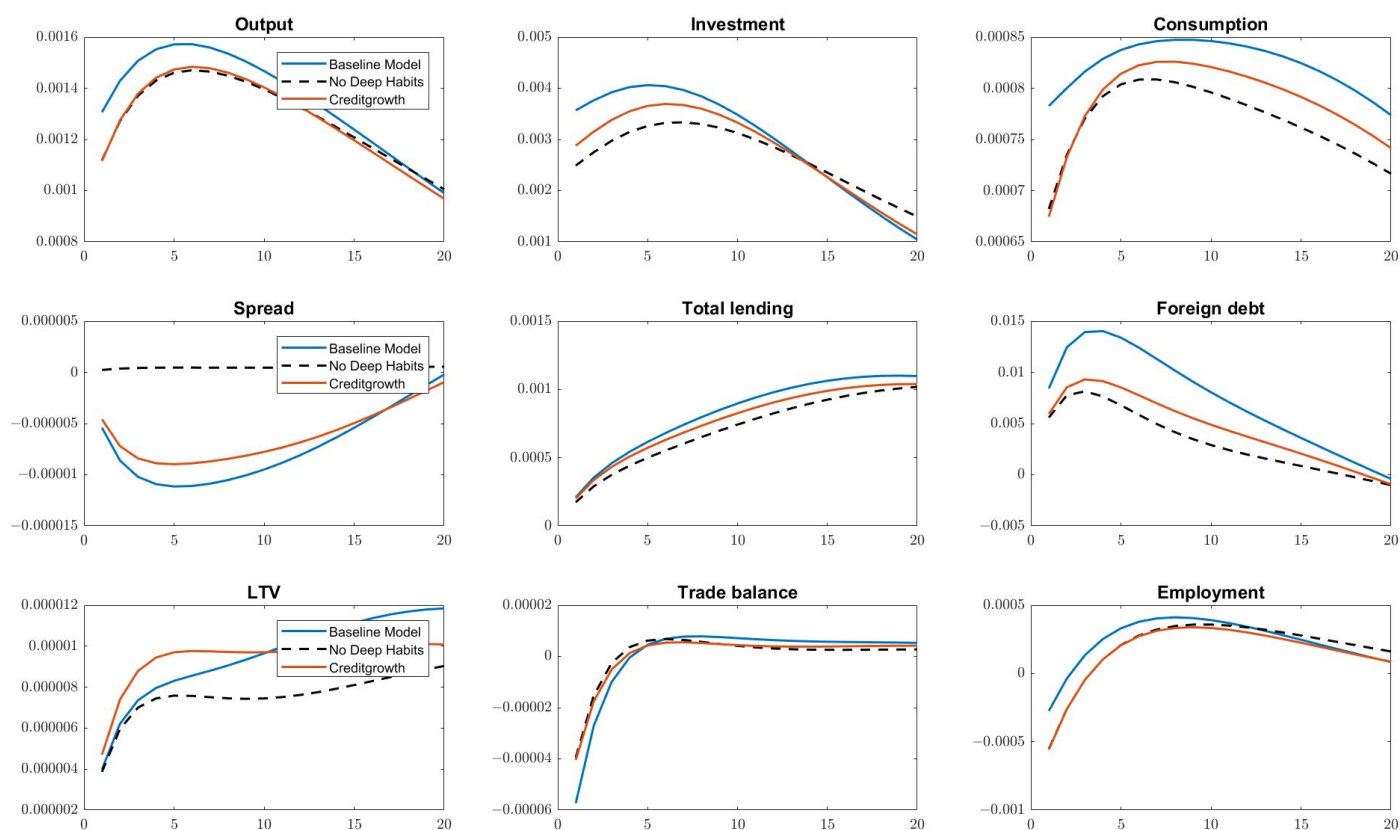 Output
0.0016
0.0014
0.0012
0.001
0.0008
0 5 10 15 20
Baseline Model
No Deep Habits
Creditgrowth
Investment
0.005
0.004
0.003
0.002
0.001
0 5 10 15 20
Consumption
0.00085
0.0008
0.00075
0.0007
0.00065
0 5 10 15 20
Spread
0.000005
0
−0.000005
−0.00001
−0.000015
0 5 10 15 20
Baseline Model
No Deep Habits
Creditgrowth
Total lending
0.0015
0.001
0.0005
0
0 5 10 15 20
Foreign debt
0.015
0.01
0.005
0
−0.005
0 5 10 15 20
LTV
0.000012
0.00001
0.000008
0.000006
0.000004
0.000002
0 5 10 15 20
Baseline Model
No Deep Habits
Creditgrowth
Trade balance
0.00002
0
−0.00002
−0.00004
−0.00006
0 5 10 15 20
Employment
0.0005
0
−0.0005
−0.001
0 5 10 15 20